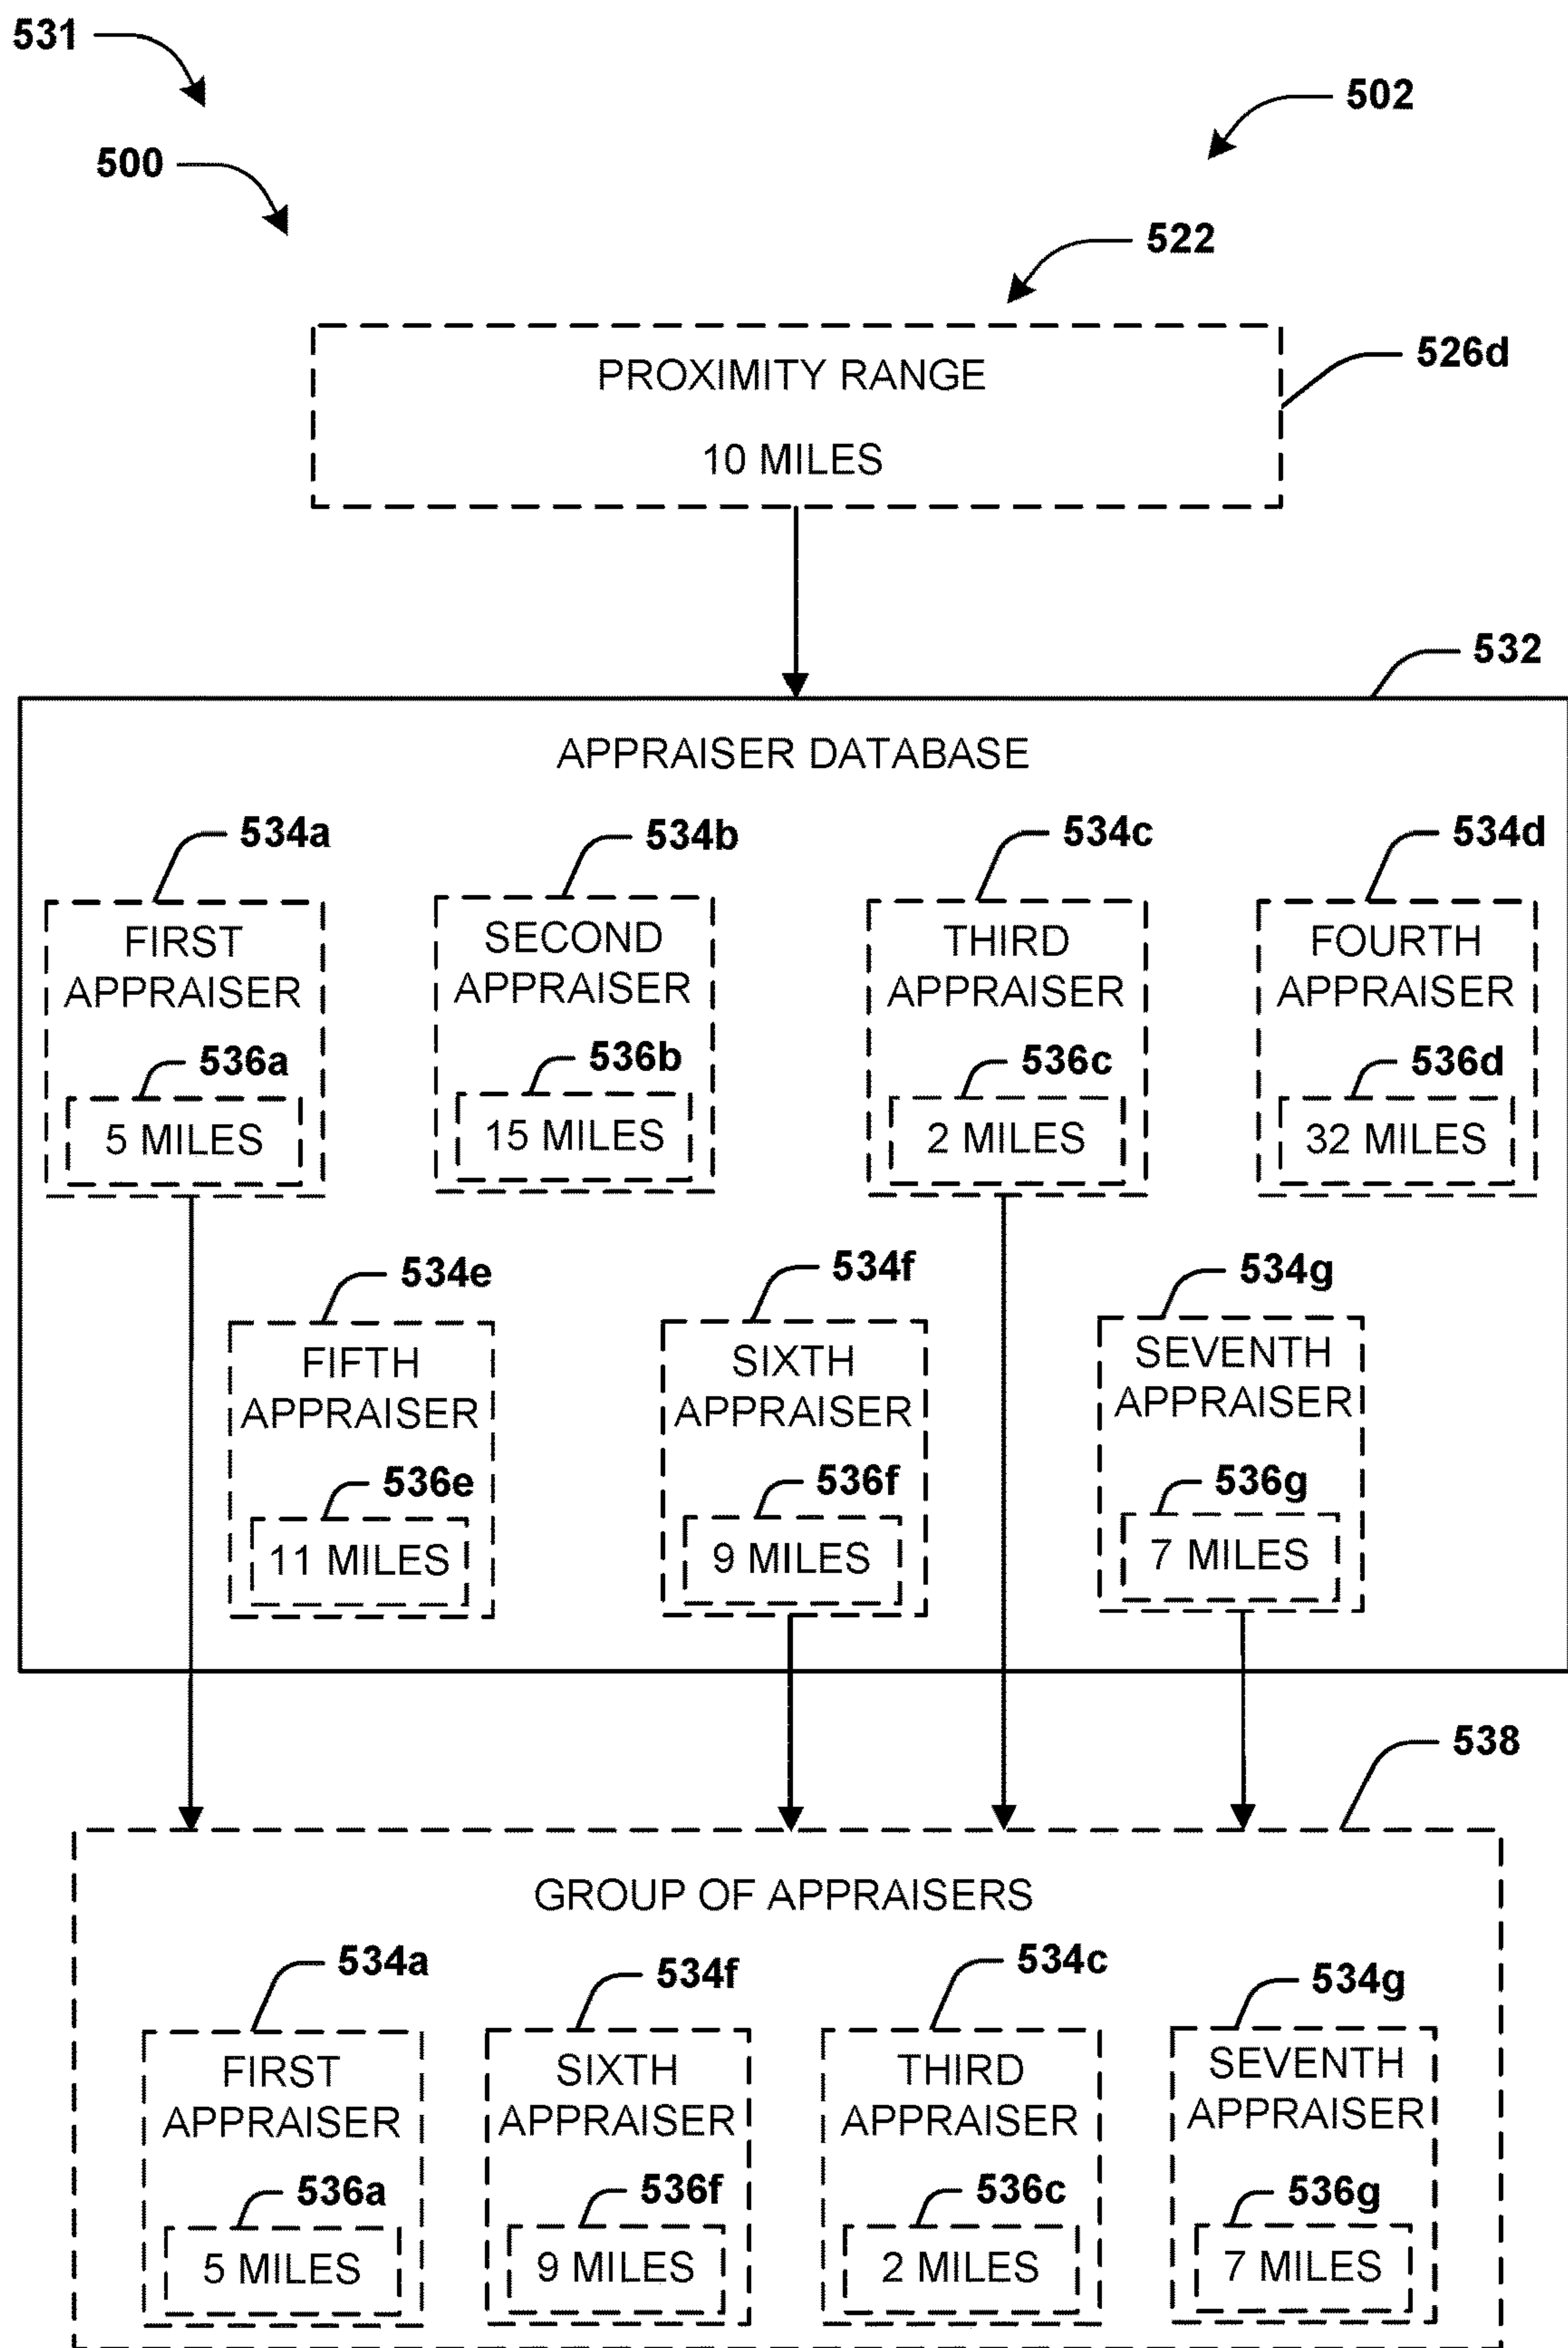 531
502
500
522
526d
PROXIMITY RANGE
10 MILES
532
APPRAISER DATABASE
534a
534b
534c
534d
FIRST
APPRAISER
536a
5 MILES
SECOND
APPRAISER
536b
15 MILES
THIRD
APPRAISER
536c
2 MILES
FOURTH
APPRAISER
536d
32 MILES
534e
534f
534g
FIFTH
APPRAISER
536e
11 MILES
SIXTH
APPRAISER
536f
9 MILES
SEVENTH
APPRAISER
536g
7 MILES
538
GROUP OF APPRAISERS
534a
534f
534c
534g
FIRST
APPRAISER
536a
5 MILES
SIXTH
APPRAISER
536f
9 MILES
THIRD
APPRAISER
536c
2 MILES
SEVENTH
APPRAISER
536g
7 MILES